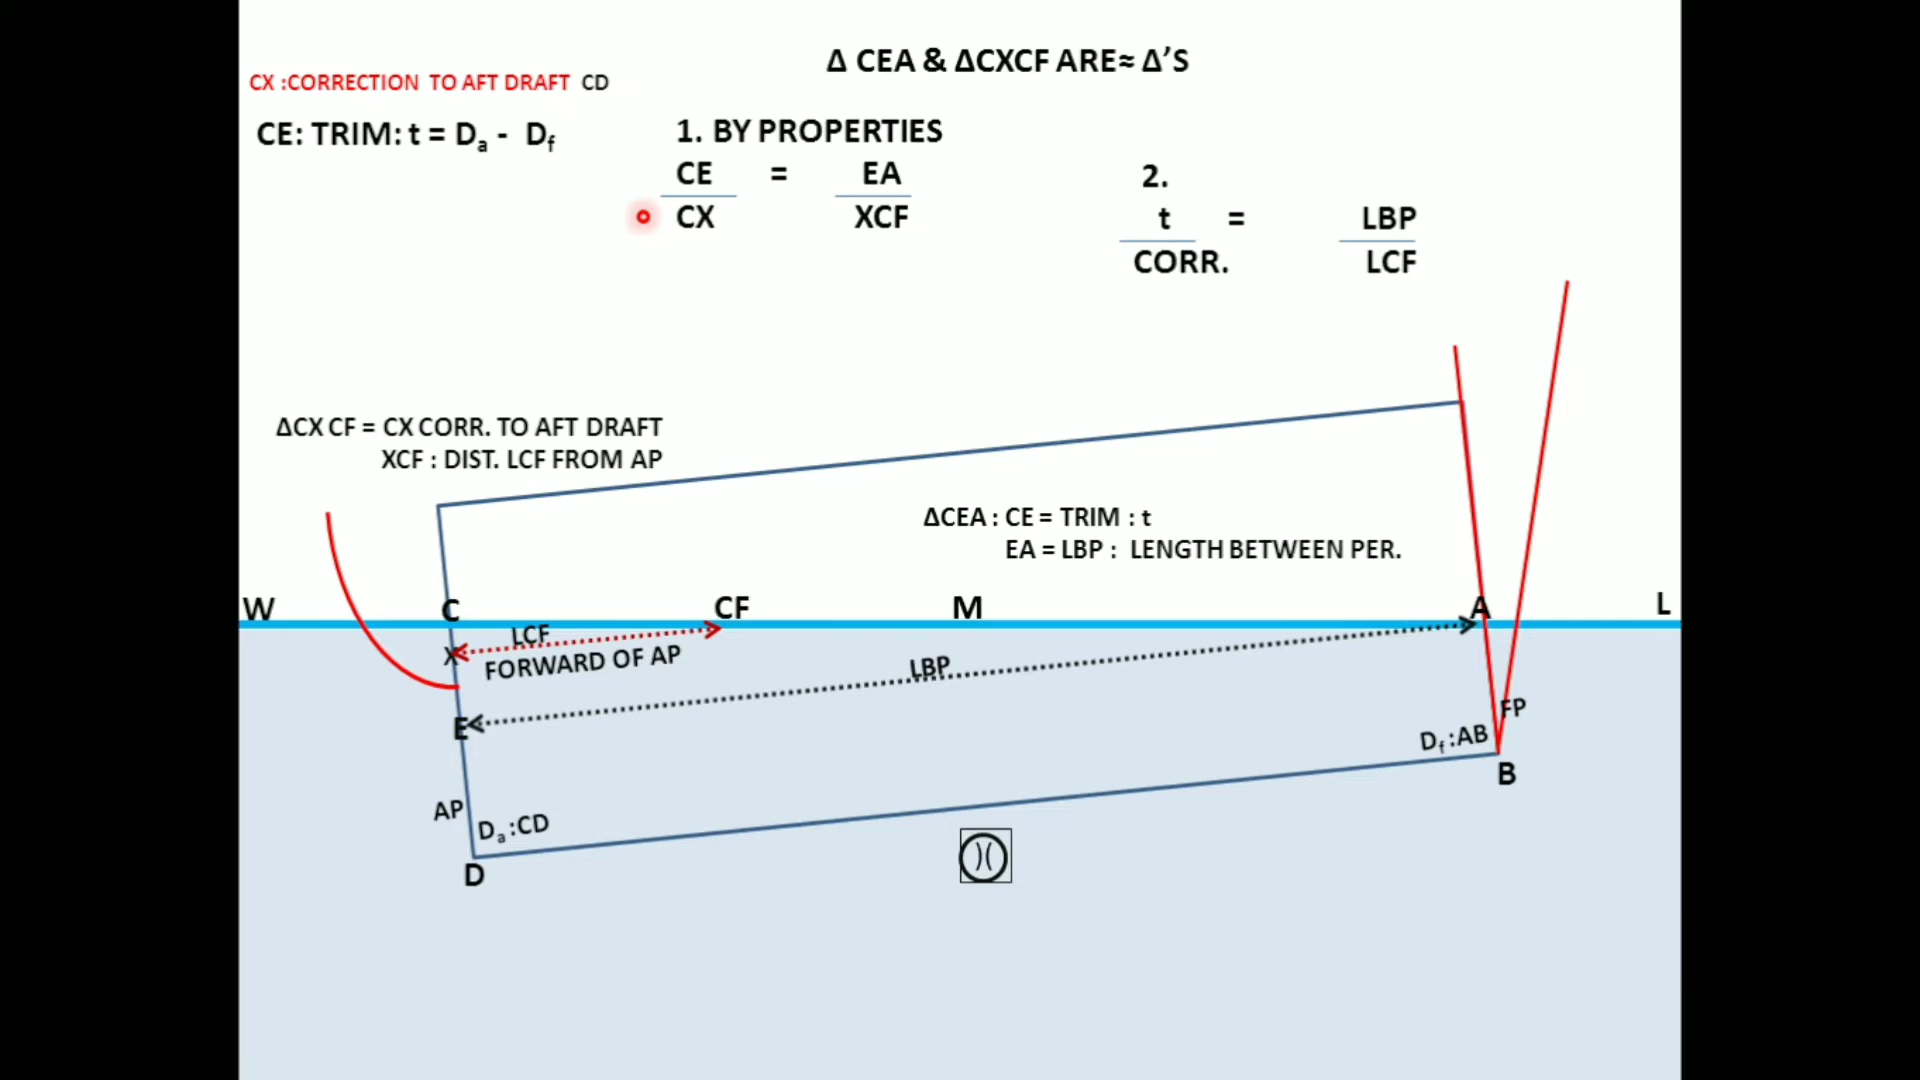 Δ CEA & ΔCXCF ARE≈ Δ'S
CX :CORRECTION TO AFT DRAFT CD
CE: TRIM: t = Da - Df
1. BY PROPERTIES
CE = EA
CX XCF
2.
t = LBP
CORR. LCF
ΔCX CF = CX CORR. TO AFT DRAFT
XCF : DIST. LCF FROM AP
ΔCEA : CE = TRIM : t
EA = LBP : LENGTH BETWEEN PER.
W C CF M A L
LCF
X
FORWARD OF AP
LBP
E
FP
Df :AB
B
AP
Da :CD
D